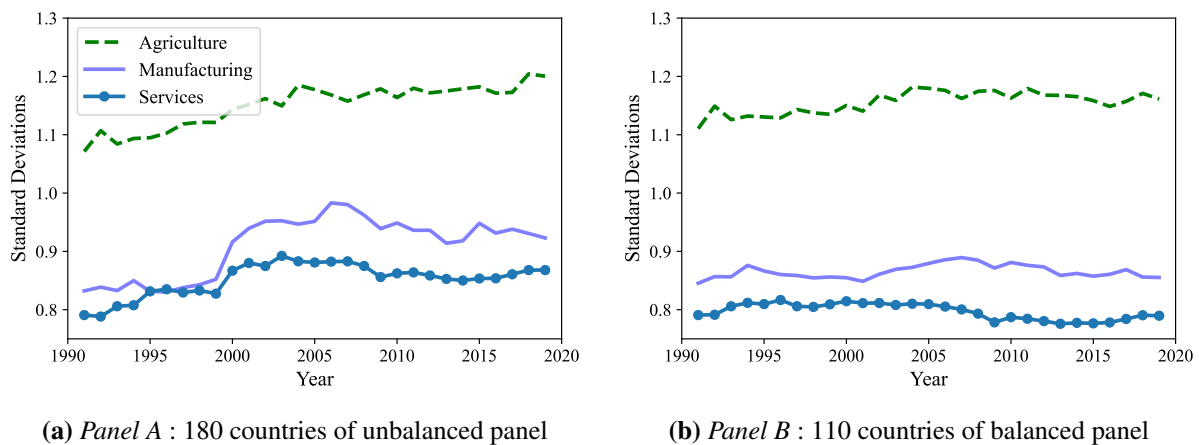 1.3
1.2
1.1
1.0
0.9
0.8
Standard Deviations
Agriculture
Manufacturing
Services
1990 1995 2000 2005 2010 2015 2020
Year
(a) Panel A : 180 countries of unbalanced panel
1.3
1.2
1.1
1.0
0.9
0.8
Standard Deviations
1990 1995 2000 2005 2010 2015 2020
Year
(b) Panel B : 110 countries of balanced panel